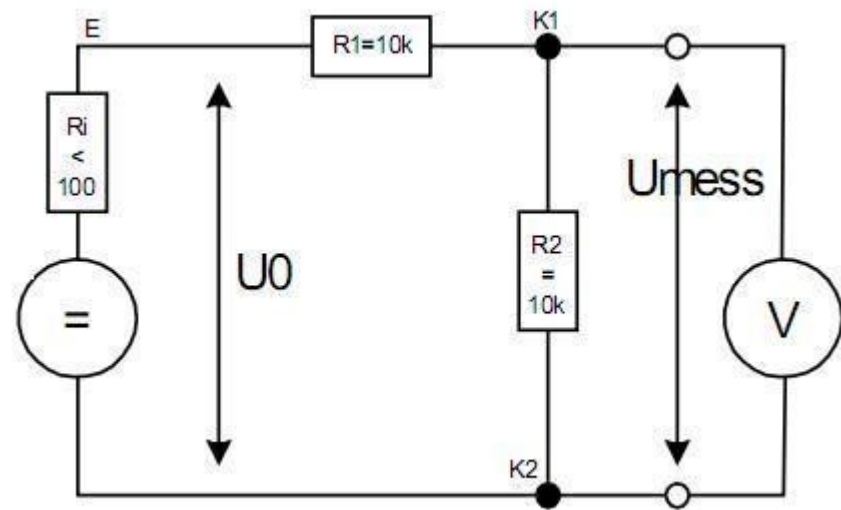 E
R1=10k
K1
Ri
<
100
U0
Umess
R2
=
10k
=
V
K2